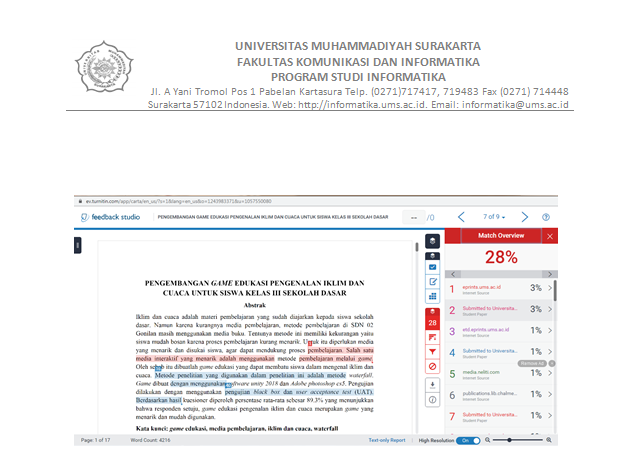 UNIVERSITAS MUHAMMADIYAH SURAKARTA
FAKULTAS KOMUNIKASI DAN INFORMATIKA
PROGRAM STUDI INFORMATIKA
Jl. A Yani Tromol Pos 1 Pabelan Kartasura Telp. (0271)717417, 719483 Fax (0271) 714448
Surakarta 57102 Indonesia. Web: http://informatika.ums.ac.id. Email: informatika@ums.ac.id
ev.turnitin.com/app/carta/en_us/?s=1&lang=en_us&o=1243983371&u=1057550080
feedback studio
PENGEMBANGAN GAME EDUKASI PENGENALAN IKLIM DAN CUACA UNTUK SISWA KELAS III SEKOLAH DASAR
-- /0
7 of 9
PENGEMBANGAN GAME EDUKASI PENGENALAN IKLIM DAN
CUACA UNTUK SISWA KELAS III SEKOLAH DASAR
Abstrak
Iklim dan cuaca adalah materi pembelajaran yang sudah diajarkan kepada siswa sekolah
dasar. Namun karena kurangnya media pembelajaran, metode pembelajaran di SDN 02
Gonilan masih menggunakan media buku. Tentunya metode ini memiliki kekurangan yaitu
siswa mudah bosan karena proses pembelajaran kurang menarik. Untuk itu diperlukan media
yang menarik dan disukai siswa, agar dapat mendukung proses pembelajaran. Salah satu
media interaktif yang menarik adalah menggunakan metode pembelajaran melalui game.
Oleh sebab itu dibuatlah game edukasi yang dapat membantu siswa dalam mengenal iklim dan
cuaca. Metode penelitian yang digunakan dalam penelitian ini adalah metode waterfall.
Game dibuat dengan menggunakan software unity 2018 dan Adobe photoshop cs5. Pengujian
dilakukan dengan menggunakan pengujian black box dan user acceptance test (UAT).
Berdasarkan hasil kuesioner diperoleh persentase rata-rata sebesar 89.3% yang menunjukkan
bahwa responden setuju, game edukasi pengenalan iklim dan cuaca merupakan game yang
menarik dan mudah digunakan.
Kata kunci: game edukasi, media pembelajaran, iklim dan cuaca, waterfall
28
Match Overview
28%
1 eprints.ums.ac.id 3%
Internet Source
2 Submitted to Universita... 3%
Student Paper
3 etd.eprints.ums.ac.id 1%
Internet Source
4 Submitted to Universita... 1%
Student Paper
5 media.neliti.com 1%
Internet Source
6 publikasi.lib.chalme... 1%
Internet Source
7 Submitted to Universita... 1%
Student Paper
Page: 1 of 17
Word Count: 4216
Text-only Report
High Resolution
On